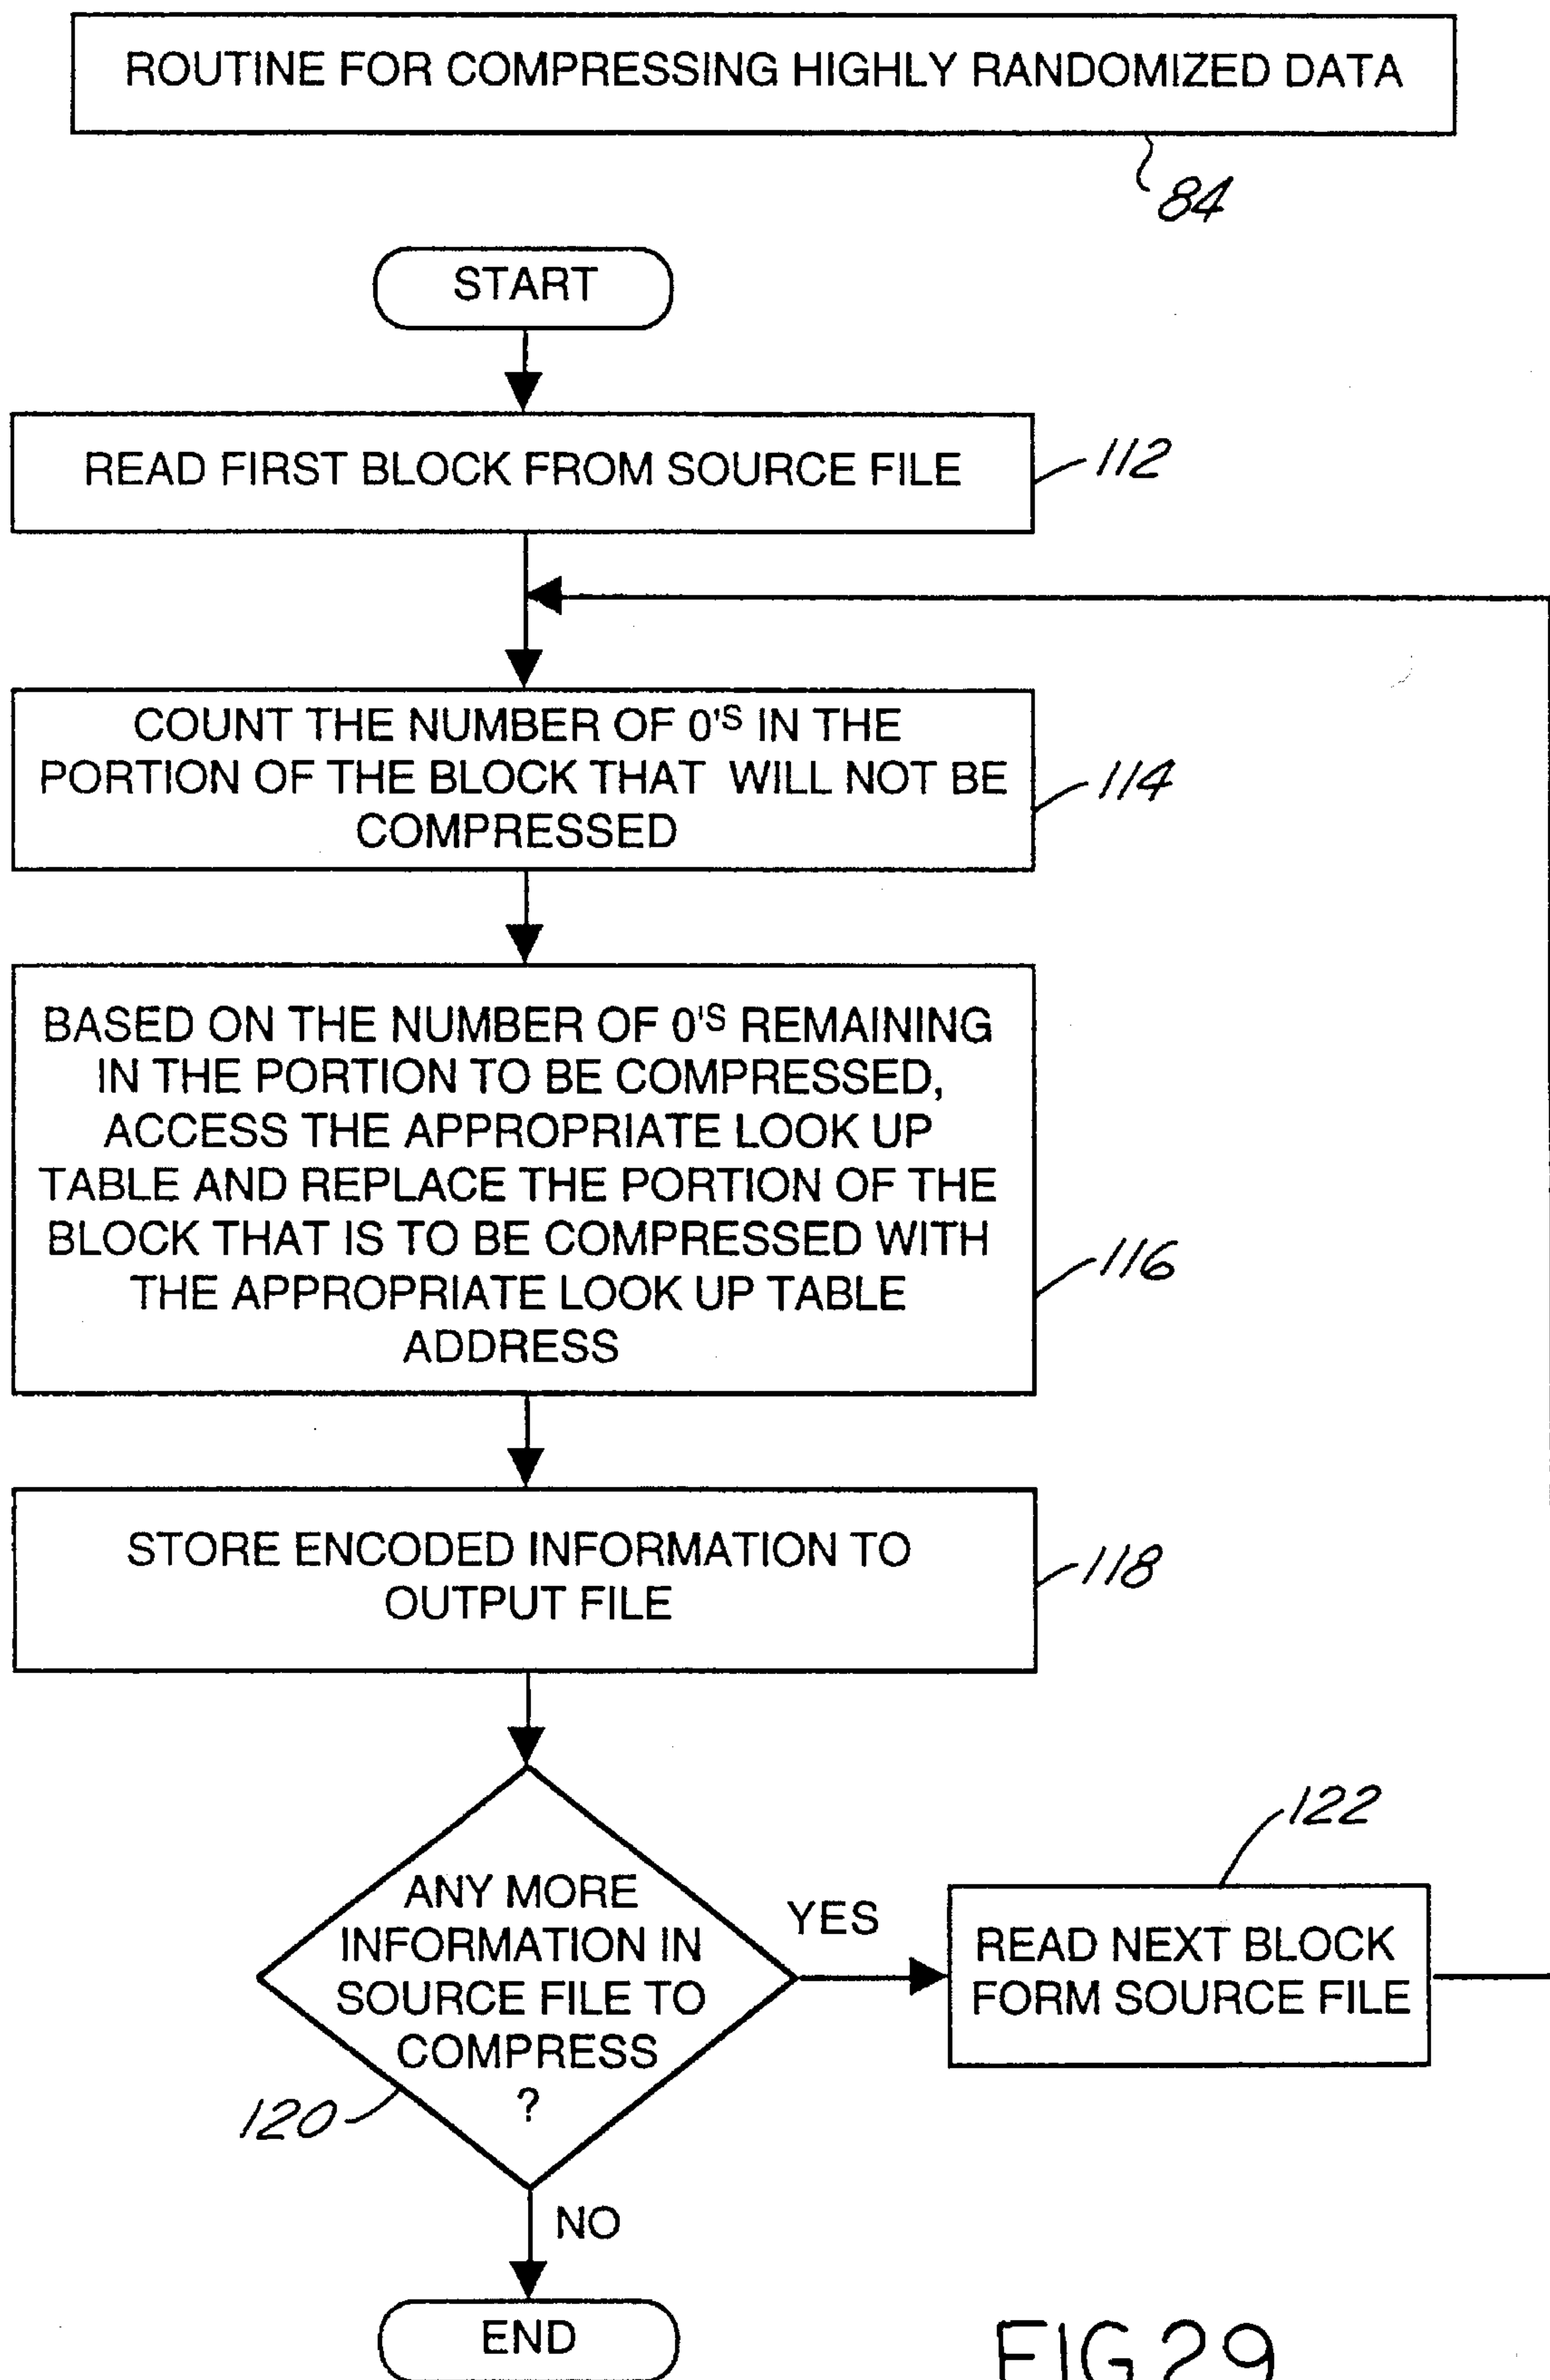 ROUTINE FOR COMPRESSING HIGHLY RANDOMIZED DATA
84
START
READ FIRST BLOCK FROM SOURCE FILE
112
COUNT THE NUMBER OF 0'S IN THE
PORTION OF THE BLOCK THAT WILL NOT BE
COMPRESSED
114
BASED ON THE NUMBER OF 0'S REMAINING
IN THE PORTION TO BE COMPRESSED,
ACCESS THE APPROPRIATE LOOK UP
TABLE AND REPLACE THE PORTION OF THE
BLOCK THAT IS TO BE COMPRESSED WITH
THE APPROPRIATE LOOK UP TABLE
ADDRESS
116
STORE ENCODED INFORMATION TO
OUTPUT FILE
118
ANY MORE
INFORMATION IN
SOURCE FILE TO
COMPRESS
?
120
YES
122
READ NEXT BLOCK
FORM SOURCE FILE
NO
END
FIG.29